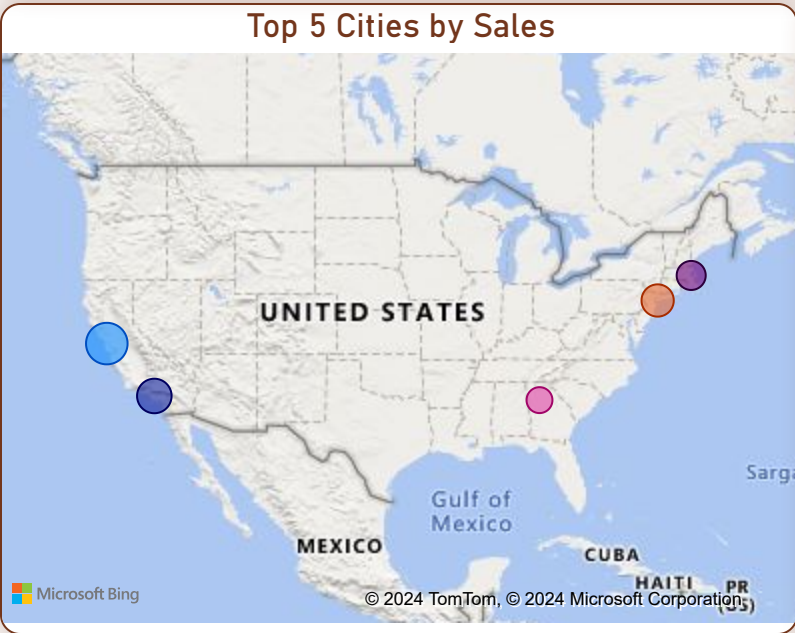 Top 5 Cities by Sales
UNITED STATES
Sarga
Gulf of
Mexico
MEXICO
CUBA
HAITI
PR
(US)
Microsoft Bing
© 2024 TomTom, © 2024 Microsoft Corporation